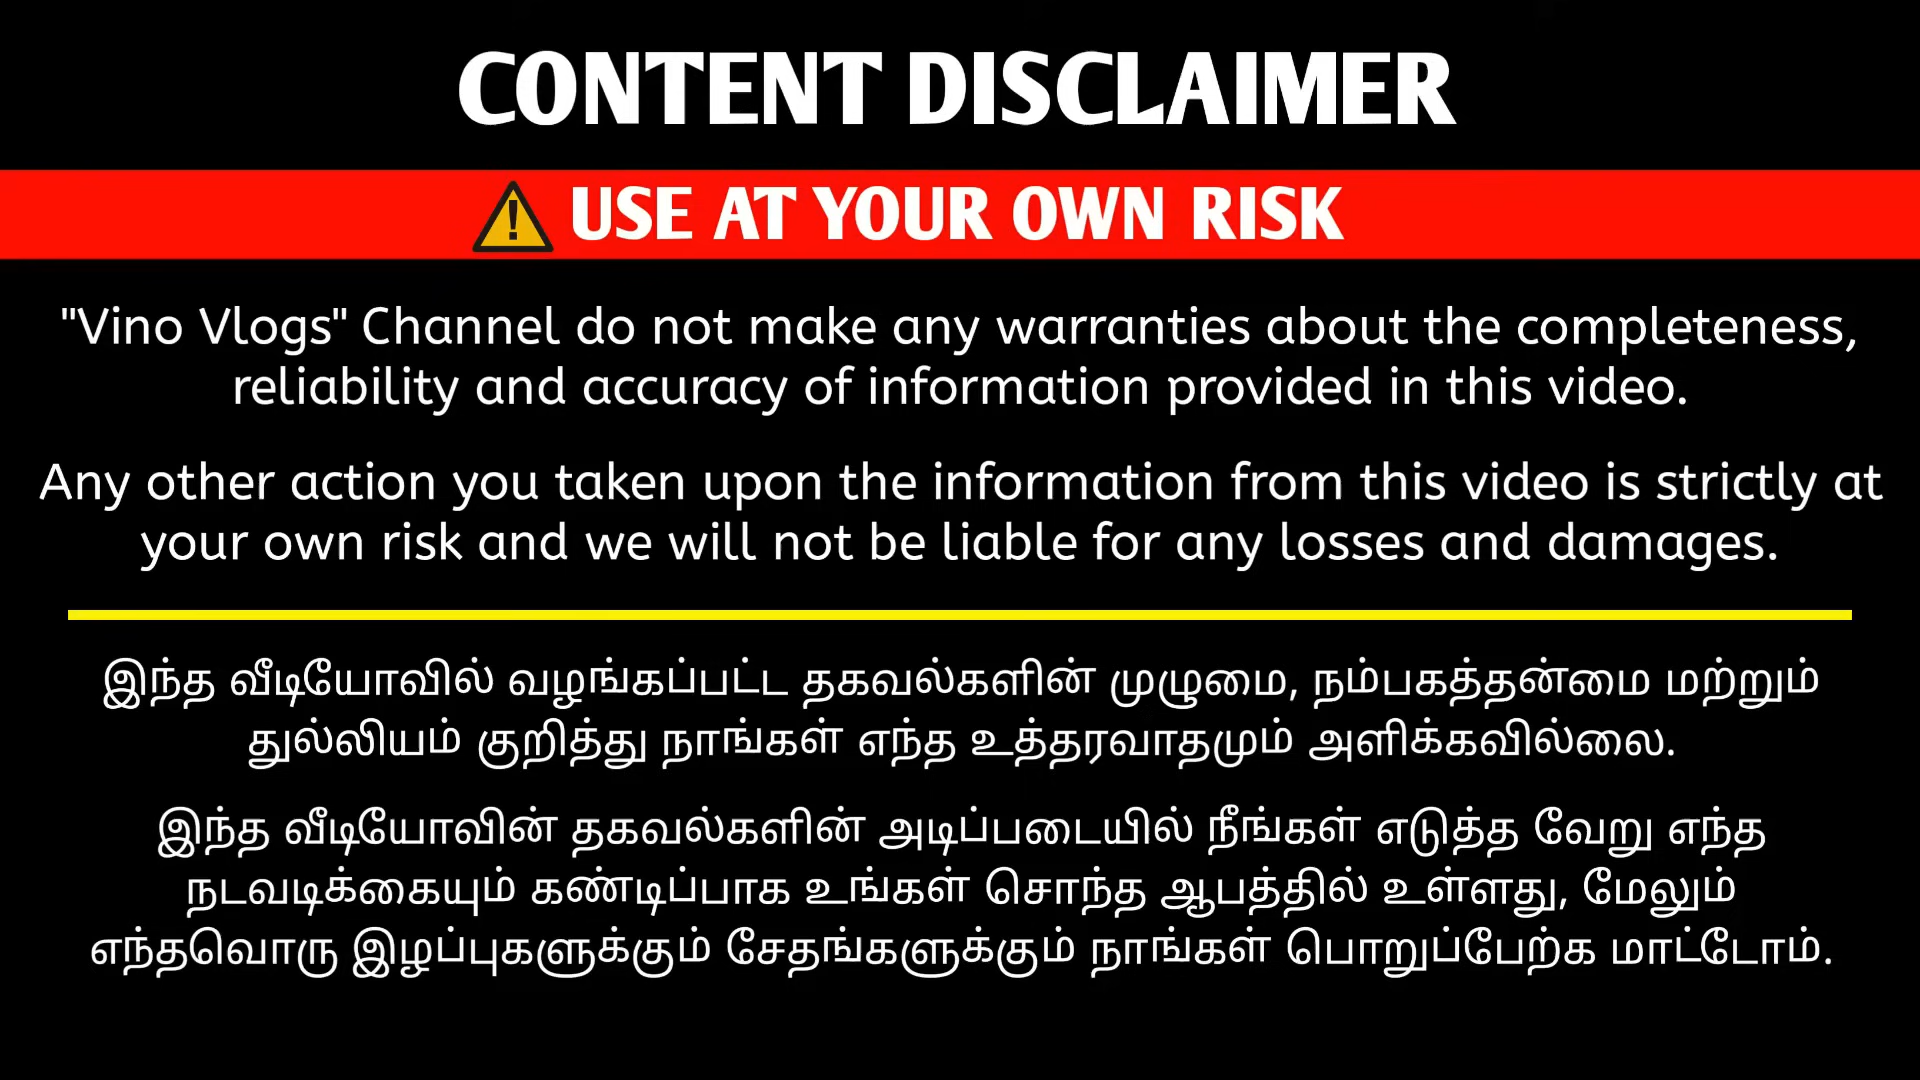 CONTENT DISCLAIMER
USE AT YOUR OWN RISK
"Vino Vlogs" Channel do not make any warranties about the completeness,
reliability and accuracy of information provided in this video.
Any other action you taken upon the information from this video is strictly at
your own risk and we will not be liable for any losses and damages.
இந்த வீடியோவில் வழங்கப்பட்ட தகவல்களின் முழுமை, நம்பகத்தன்மை மற்றும்
துல்லியம் குறித்து நாங்கள் எந்த உத்தரவாதமும் அளிக்கவில்லை.
இந்த வீடியோவின் தகவல்களின் அடிப்படையில் நீங்கள் எடுத்த வேறு எந்த
நடவடிக்கையும் கண்டிப்பாக உங்கள் சொந்த ஆபத்தில் உள்ளது, மேலும்
எந்தவொரு இழப்புகளுக்கும் சேதங்களுக்கும் நாங்கள் பொறுப்பேற்க மாட்டோம்.